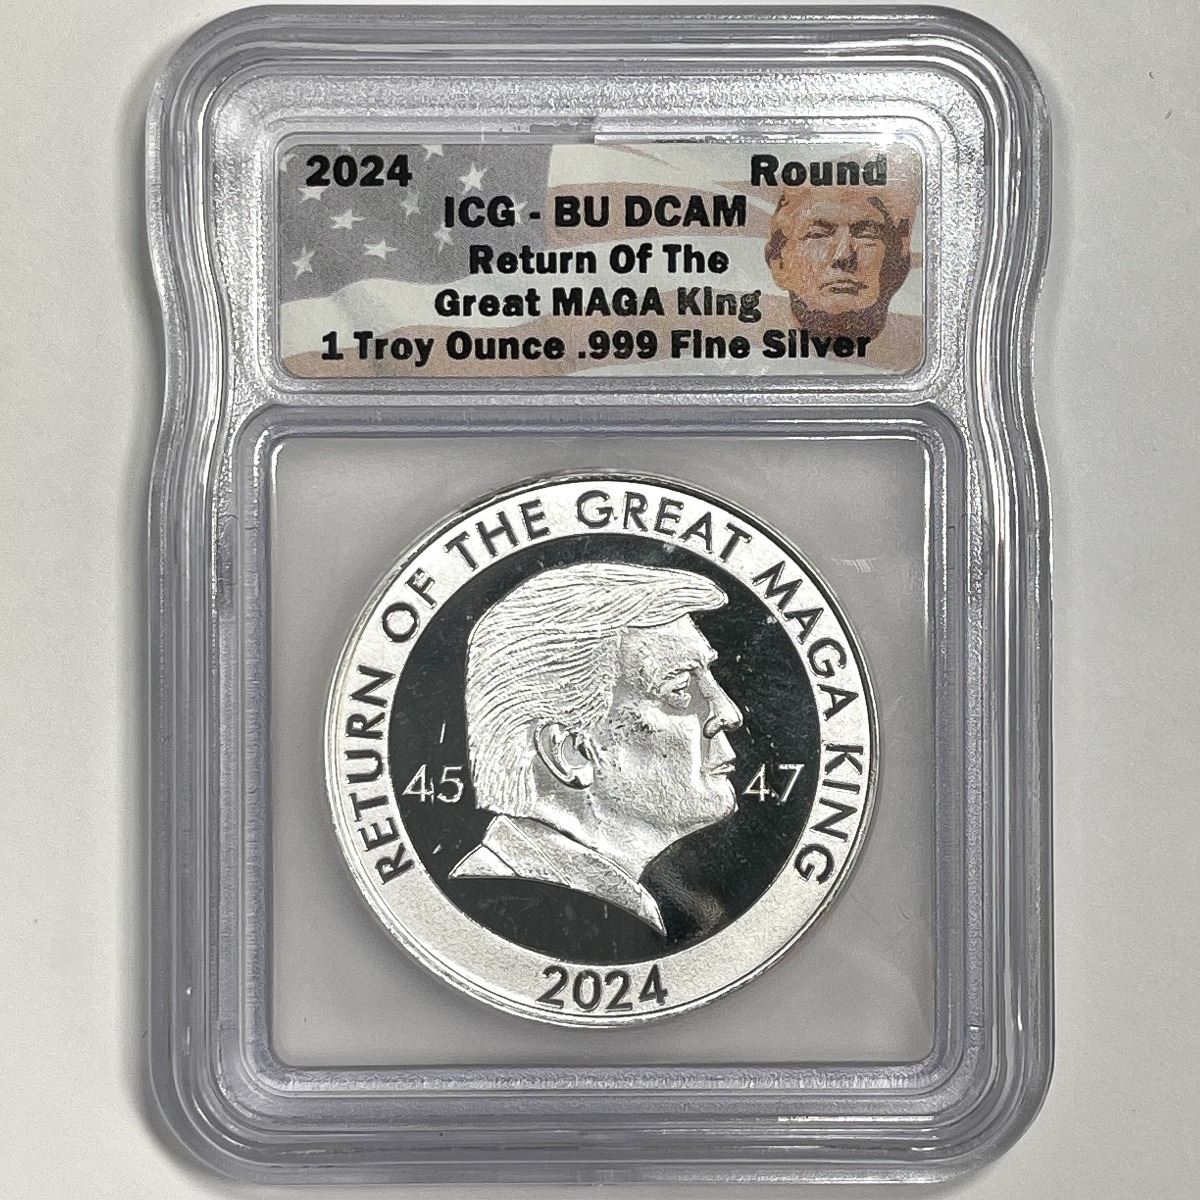 2024 Round
ICG - BU DCAM
Return Of The
Great MAGA King
1 Troy Ounce .999 Fine Silver
RETURN OF THE GREAT MAGA KING
45 47
2024